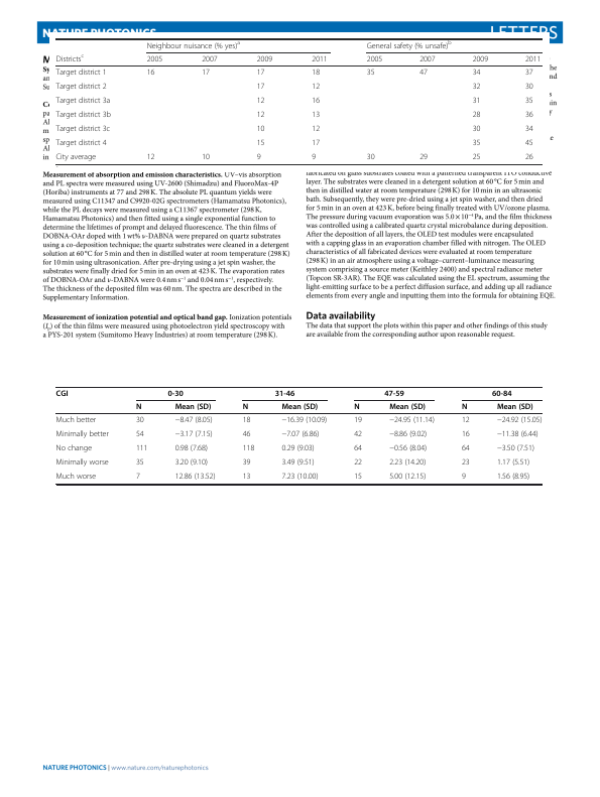 NATURE PHOTONICS
LETTERS
Neighbour nuisance (% yes)a General safety (% unsafe)b
Districtsc 2005 2007 2009 2011 2005 2007 2009 2011
Target district 1 16 17 17 18 35 47 34 37
Target district 2 17 12 32 30
Target district 3a 12 16 31 35
Target district 3b 12 13 28 36
Target district 3c 10 12 30 34
Target district 4 15 17 35 45
City average 12 10 9 9 30 29 25 26
Measurement of absorption and emission characteristics. UV–vis absorption
and PL spectra were measured using UV-2600 (Shimadzu) and FluoroMax-4P
(Horiba) instruments at 77 and 298 K. The absolute PL quantum yields were
measured using C11347 and C9920-02G spectrometers (Hamamatsu Photonics),
while the PL decays were measured using a C11367 spectrometer (298 K,
Hamamatsu Photonics) and then fitted using a single exponential function to
determine the lifetimes of prompt and delayed fluorescence. The thin films of
DOBNA-OAr doped with 1 wt% ν-DABNA were prepared on quartz substrates
using a co-deposition technique; the quartz substrates were cleaned in a detergent
solution at 60 °C for 5 min and then in distilled water at room temperature (298 K)
for 10 min using ultrasonication. After pre-drying using a jet spin washer, the
substrates were finally dried for 5 min in an oven at 423 K. The evaporation rates
of DOBNA-OAr and ν-DABNA were 0.4 nm s⁻¹ and 0.04 nm s⁻¹, respectively.
The thickness of the deposited film was 60 nm. The spectra are described in the
Supplementary Information.
Measurement of ionization potential and optical band gap. Ionization potentials
(Ip) of the thin films were measured using photoelectron yield spectroscopy with
a PYS-201 system (Sumitomo Heavy Industries) at room temperature (298 K).
fabricated on glass substrates coated with a patterned transparent ITO conductive
layer. The substrates were cleaned in a detergent solution at 60 °C for 5 min and
then in distilled water at room temperature (298 K) for 10 min in an ultrasonic
bath. Subsequently, they were pre-dried using a jet spin washer, and then dried
for 5 min in an oven at 423 K, before being finally treated with UV/ozone plasma.
The pressure during vacuum evaporation was 5.0 × 10⁻⁴ Pa, and the film thickness
was controlled using a calibrated quartz crystal microbalance during deposition.
After the deposition of all layers, the OLED test modules were encapsulated
with a capping glass in an evaporation chamber filled with nitrogen. The OLED
characteristics of all fabricated devices were evaluated at room temperature
(298 K) in an air atmosphere using a voltage–current–luminance measuring
system comprising a source meter (Keithley 2400) and spectral radiance meter
(Topcon SR-3AR). The EQE was calculated using the EL spectrum, assuming the
light-emitting surface to be a perfect diffusion surface, and adding up all radiance
elements from every angle and inputting them into the formula for obtaining EQE.
Data availability
The data that support the plots within this paper and other findings of this study
are available from the corresponding author upon reasonable request.
CGI 0-30 31-46 47-59 60-84
N Mean (SD) N Mean (SD) N Mean (SD) N Mean (SD)
Much better 30 −8.47 (8.05) 18 −16.39 (10.09) 19 −24.95 (11.14) 12 −24.92 (15.05)
Minimally better 54 −3.17 (7.15) 46 −7.07 (6.86) 42 −8.86 (9.02) 16 −11.38 (6.44)
No change 111 0.98 (7.68) 118 0.29 (9.03) 64 −0.56 (8.04) 64 −3.50 (7.51)
Minimally worse 35 3.20 (9.10) 39 3.49 (9.51) 22 2.23 (14.20) 23 1.17 (5.51)
Much worse 7 12.86 (13.52) 13 7.23 (10.00) 15 5.00 (12.15) 9 1.56 (8.95)
NATURE PHOTONICS | www.nature.com/naturephotonics